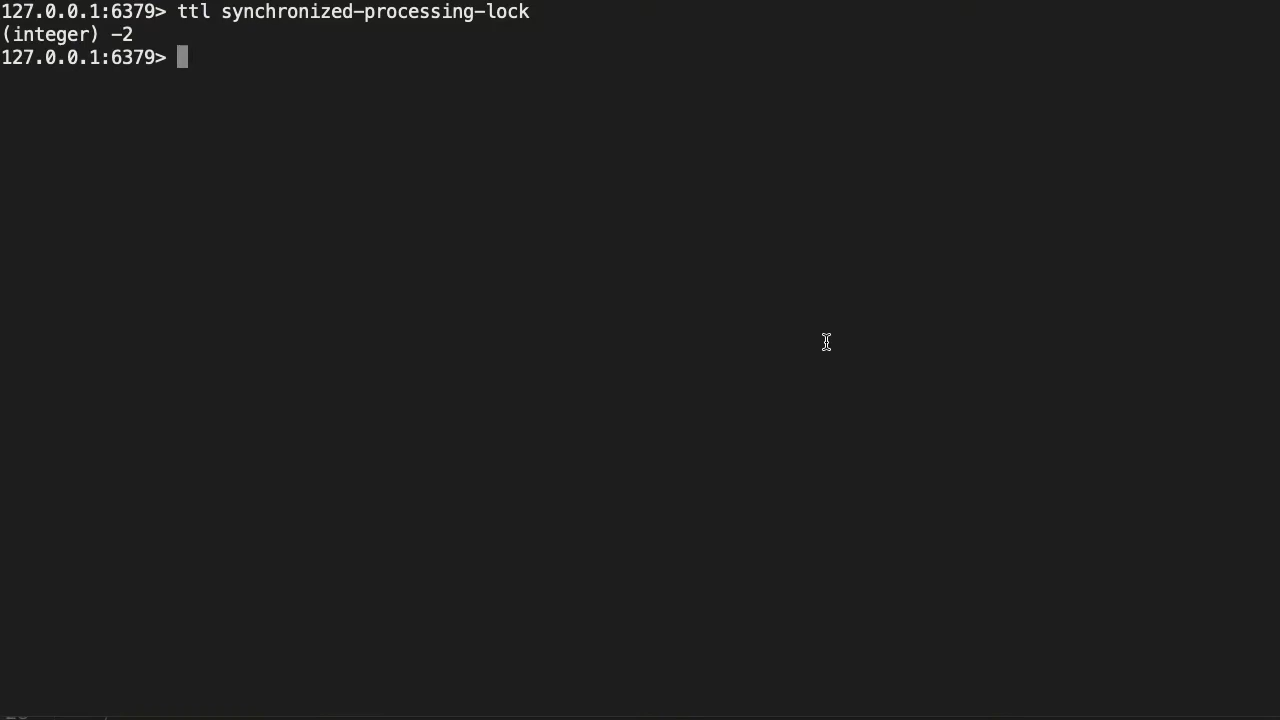 127.0.0.1:6379> ttl synchronized-processing-lock
(integer) -2
127.0.0.1:6379>